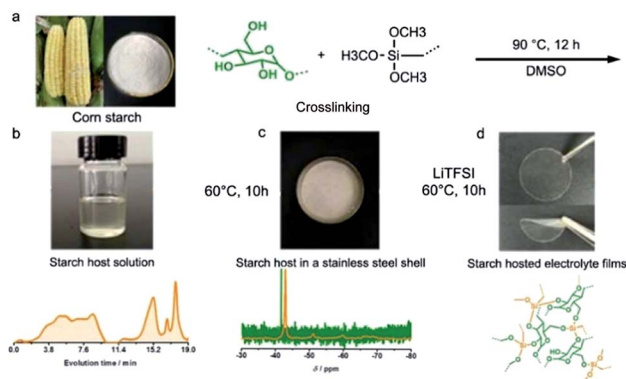 a
HO
O
HO
OH
O
+
OCH3
H3CO-Si
OCH3
90 °C, 12 h
DMSO
Corn starch
Crosslinking
b
c
d
60°C, 10h
LiTFSI
60°C, 10h
Starch host solution
Starch host in a stainless steel shell
Starch hosted electrolyte films
0.0 3.8 7.6 11.4 15.2 19.0
Evolution time / min
-30 -40 -50 -60 -70 -80
δ / ppm